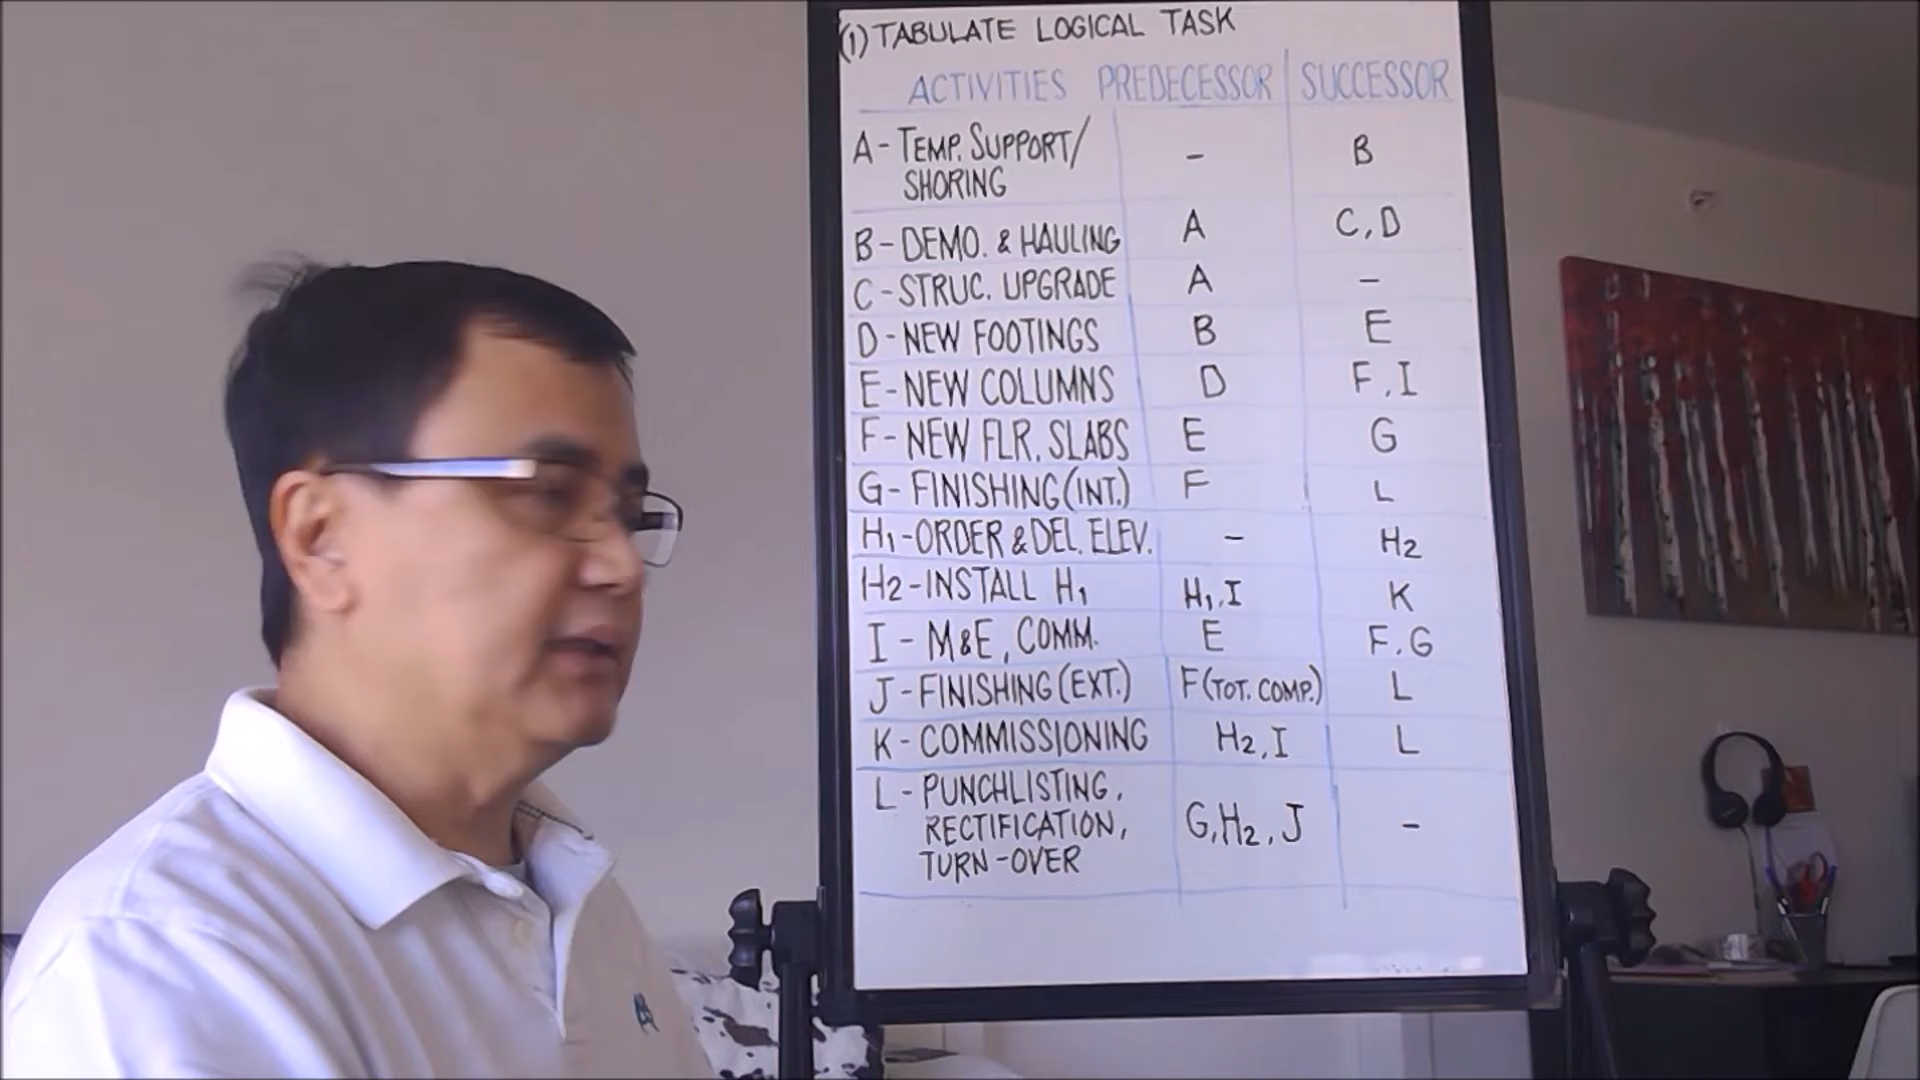 (1) TABULATE LOGICAL TASK
ACTIVITIES PREDECESSOR SUCCESSOR
A - TEMP. SUPPORT/ - B
SHORING
B - DEMO. & HAULING A C, D
C - STRUC. UPGRADE A -
D - NEW FOOTINGS B E
E - NEW COLUMNS D F, I
F - NEW FLR. SLABS E G
G - FINISHING (INT.) F L
H1 - ORDER & DEL. ELEV. - H2
H2 - INSTALL H1 H1, I K
I - M&E, COMM. E F, G
J - FINISHING (EXT.) F (TOT. COMP.) L
K - COMMISSIONING H2, I L
L - PUNCHLISTING, G, H2, J -
RECTIFICATION,
TURN-OVER